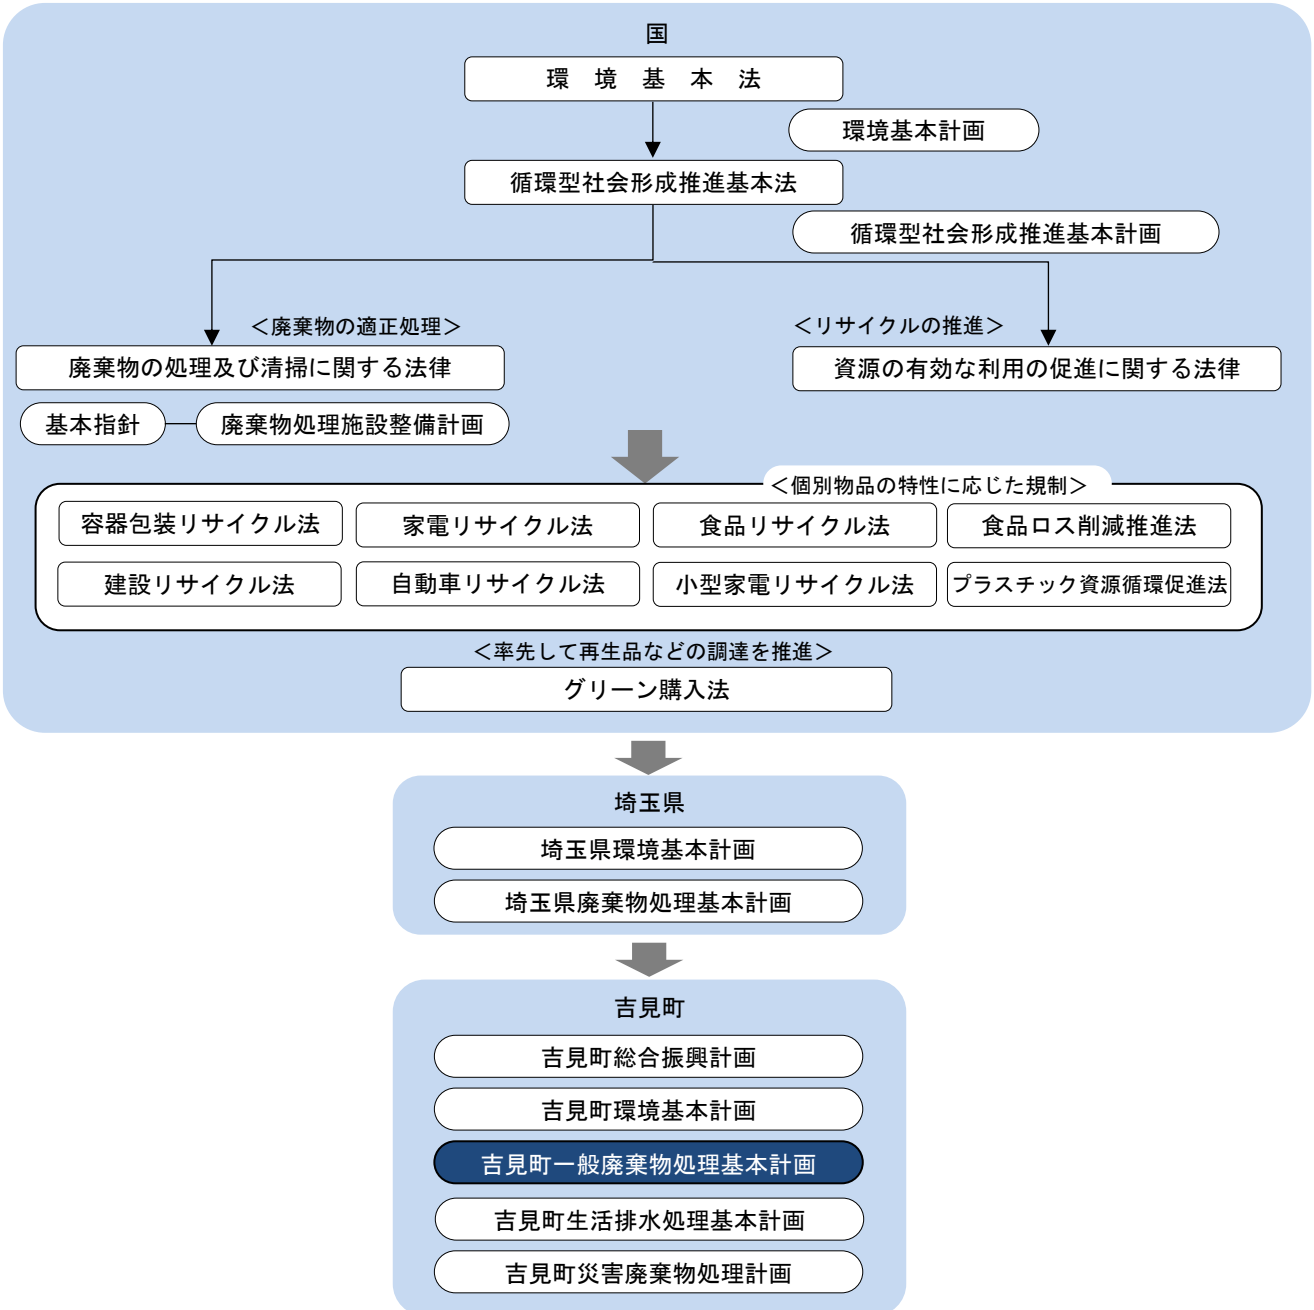 国
環境基本法
環境基本計画
循環型社会形成推進基本法
循環型社会形成推進基本計画
＜廃棄物の適正処理＞
＜リサイクルの推進＞
廃棄物の処理及び清掃に関する法律
資源の有効な利用の促進に関する法律
基本指針
廃棄物処理施設整備計画
＜個別物品の特性に応じた規制＞
容器包装リサイクル法
家電リサイクル法
食品リサイクル法
食品ロス削減推進法
建設リサイクル法
自動車リサイクル法
小型家電リサイクル法
プラスチック資源循環促進法
＜率先して再生品などの調達を推進＞
グリーン購入法
埼玉県
埼玉県環境基本計画
埼玉県廃棄物処理基本計画
吉見町
吉見町総合振興計画
吉見町環境基本計画
吉見町一般廃棄物処理基本計画
吉見町生活排水処理基本計画
吉見町災害廃棄物処理計画